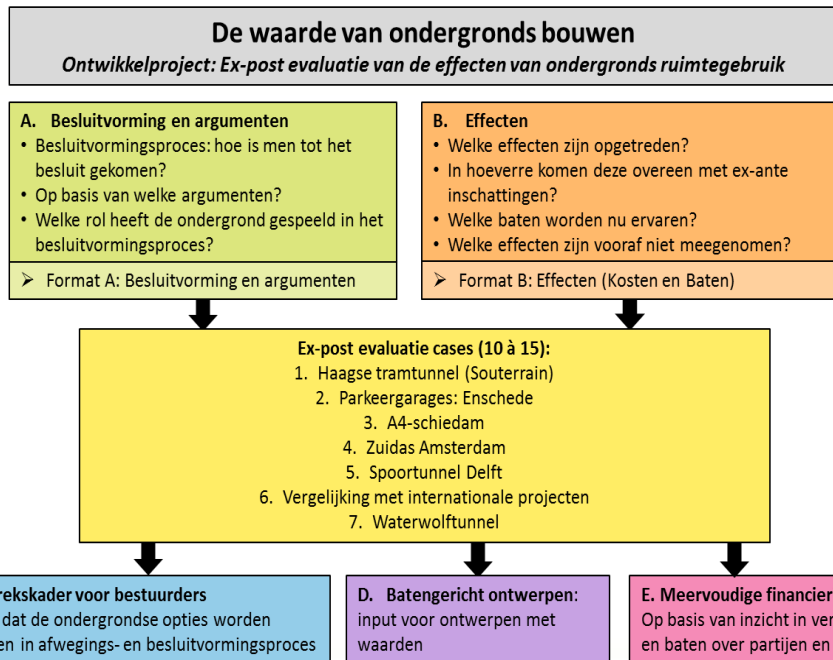 De waarde van ondergronds bouwen
Ontwikkelproject: Ex-post evaluatie van de effecten van ondergronds ruimtegebruik
A. Besluitvorming en argumenten
• Besluitvormingsproces: hoe is men tot het
besluit gekomen?
• Op basis van welke argumenten?
• Welke rol heeft de ondergrond gespeeld in het
besluitvormingsproces?
➢ Format A: Besluitvorming en argumenten
B. Effecten
• Welke effecten zijn opgetreden?
• In hoeverre komen deze overeen met ex-ante
inschattingen?
• Welke baten worden nu ervaren?
• Welke effecten zijn vooraf niet meegenomen?
➢ Format B: Effecten (Kosten en Baten)
Ex-post evaluatie cases (10 à 15):
1. Haagse tramtunnel (Souterrain)
2. Parkeergarages: Enschede
3. A4-schiedam
4. Zuidas Amsterdam
5. Spoortunnel Delft
6. Vergelijking met internationale projecten
7. Waterwolftunnel
rekskader voor bestuurders
dat de ondergrondse opties worden
en in afwegings- en besluitvormingsproces
D. Batengericht ontwerpen:
input voor ontwerpen met
waarden
E. Meervoudige financier
Op basis van inzicht in ver
en baten over partijen en